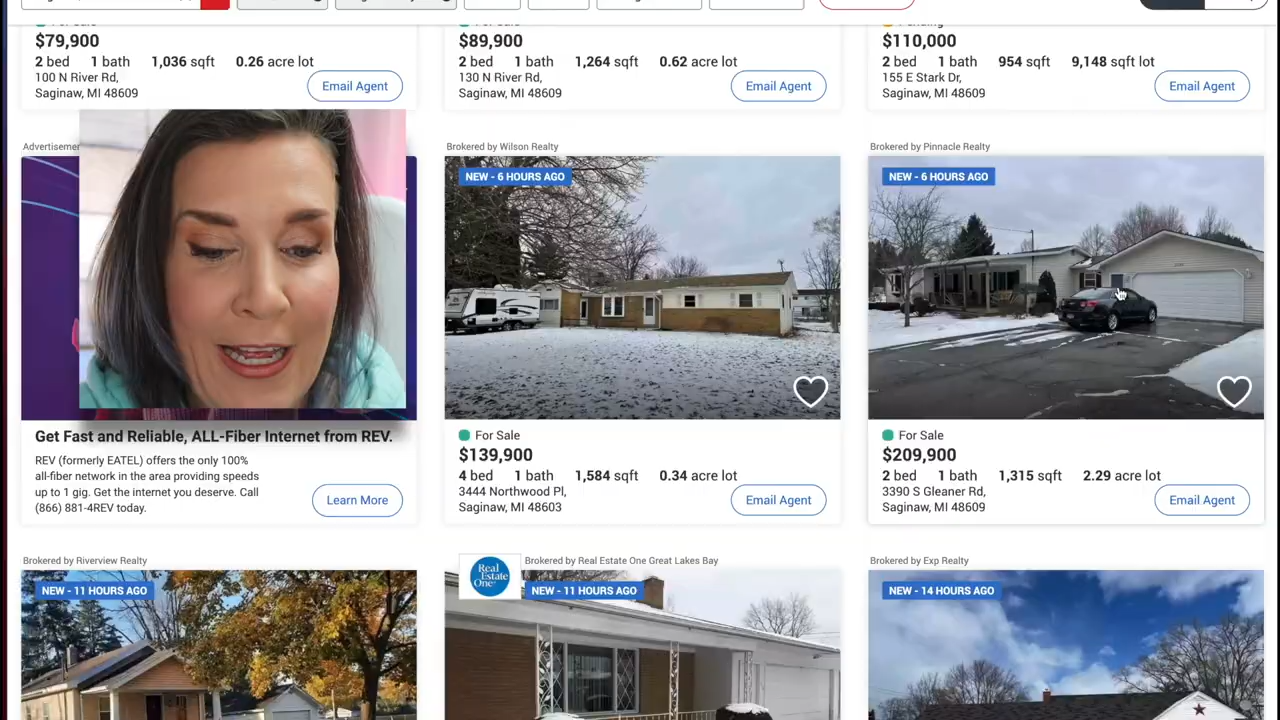 $79,900
2 bed 1 bath 1,036 sqft 0.26 acre lot
100 N River Rd,
Saginaw, MI 48609
Email Agent
$89,900
2 bed 1 bath 1,264 sqft 0.62 acre lot
130 N River Rd,
Saginaw, MI 48609
Email Agent
$110,000
2 bed 1 bath 954 sqft 9,148 sqft lot
155 E Stark Dr,
Saginaw, MI 48609
Email Agent
Get Fast and Reliable, ALL-Fiber Internet from REV.
REV (formerly EATEL) offers the only 100%
all-fiber network in the area providing speeds
up to 1 gig. Get the internet you deserve. Call
(866) 881-4REV today.
Learn More
Brokered by Wilson Realty
NEW - 6 HOURS AGO
For Sale
$139,900
4 bed 1 bath 1,584 sqft 0.34 acre lot
3444 Northwood Pl,
Saginaw, MI 48603
Email Agent
Brokered by Pinnacle Realty
NEW - 6 HOURS AGO
For Sale
$209,900
2 bed 1 bath 1,315 sqft 2.29 acre lot
3390 S Gleaner Rd,
Saginaw, MI 48609
Email Agent
Brokered by Riverview Realty
NEW - 11 HOURS AGO
Real
Estate
One
Brokered by Real Estate One Great Lakes Bay
NEW - 11 HOURS AGO
Brokered by Exp Realty
NEW - 14 HOURS AGO